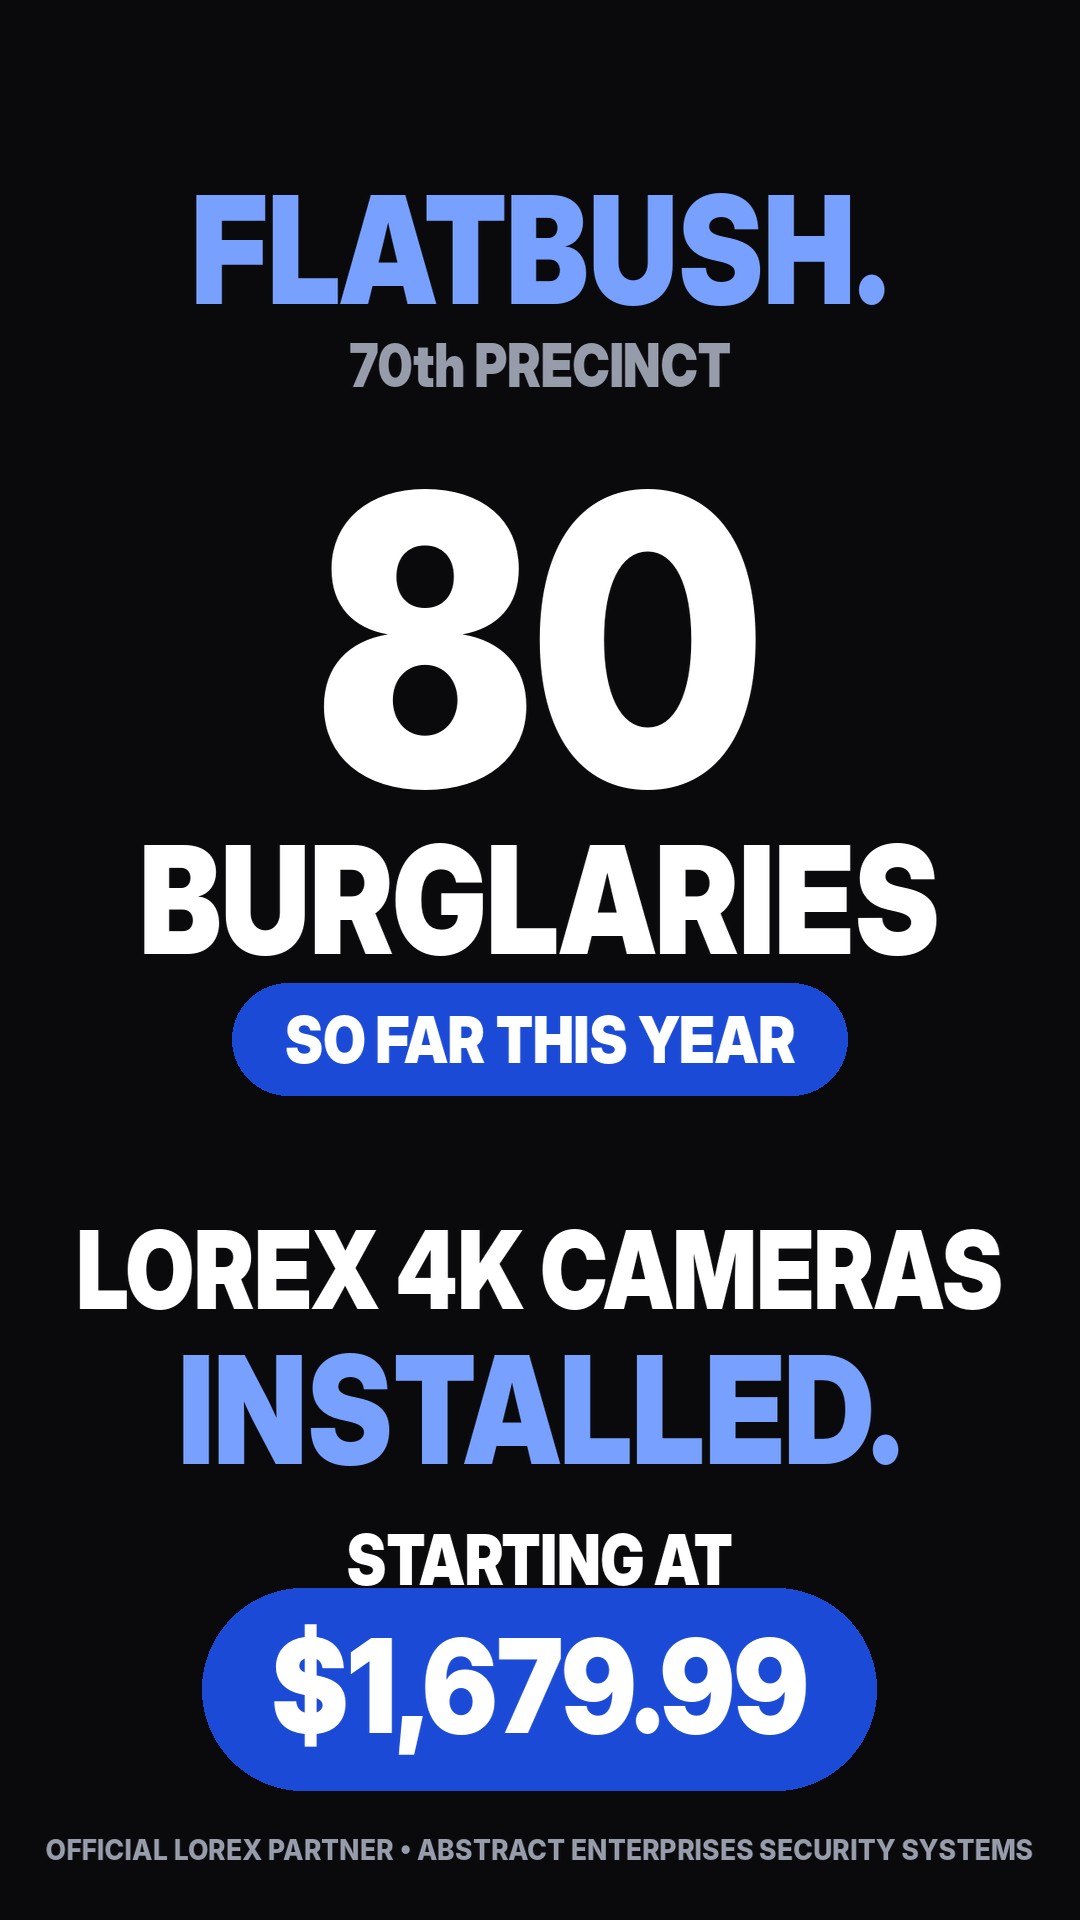 FLATBUSH.
70th PRECINCT
80
BURGLARIES
SO FAR THIS YEAR
LOREX 4K CAMERAS
INSTALLED.
STARTING AT
$1,679.99
OFFICIAL LOREX PARTNER • ABSTRACT ENTERPRISES SECURITY SYSTEMS